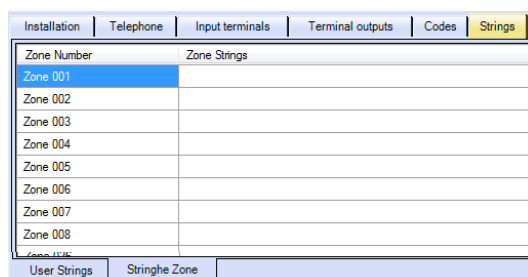 Installation Telephone Input terminals Terminal outputs Codes Strings
Zone Number Zone Strings
Zone 001
Zone 002
Zone 003
Zone 004
Zone 005
Zone 006
Zone 007
Zone 008
User Strings Stringhe Zone